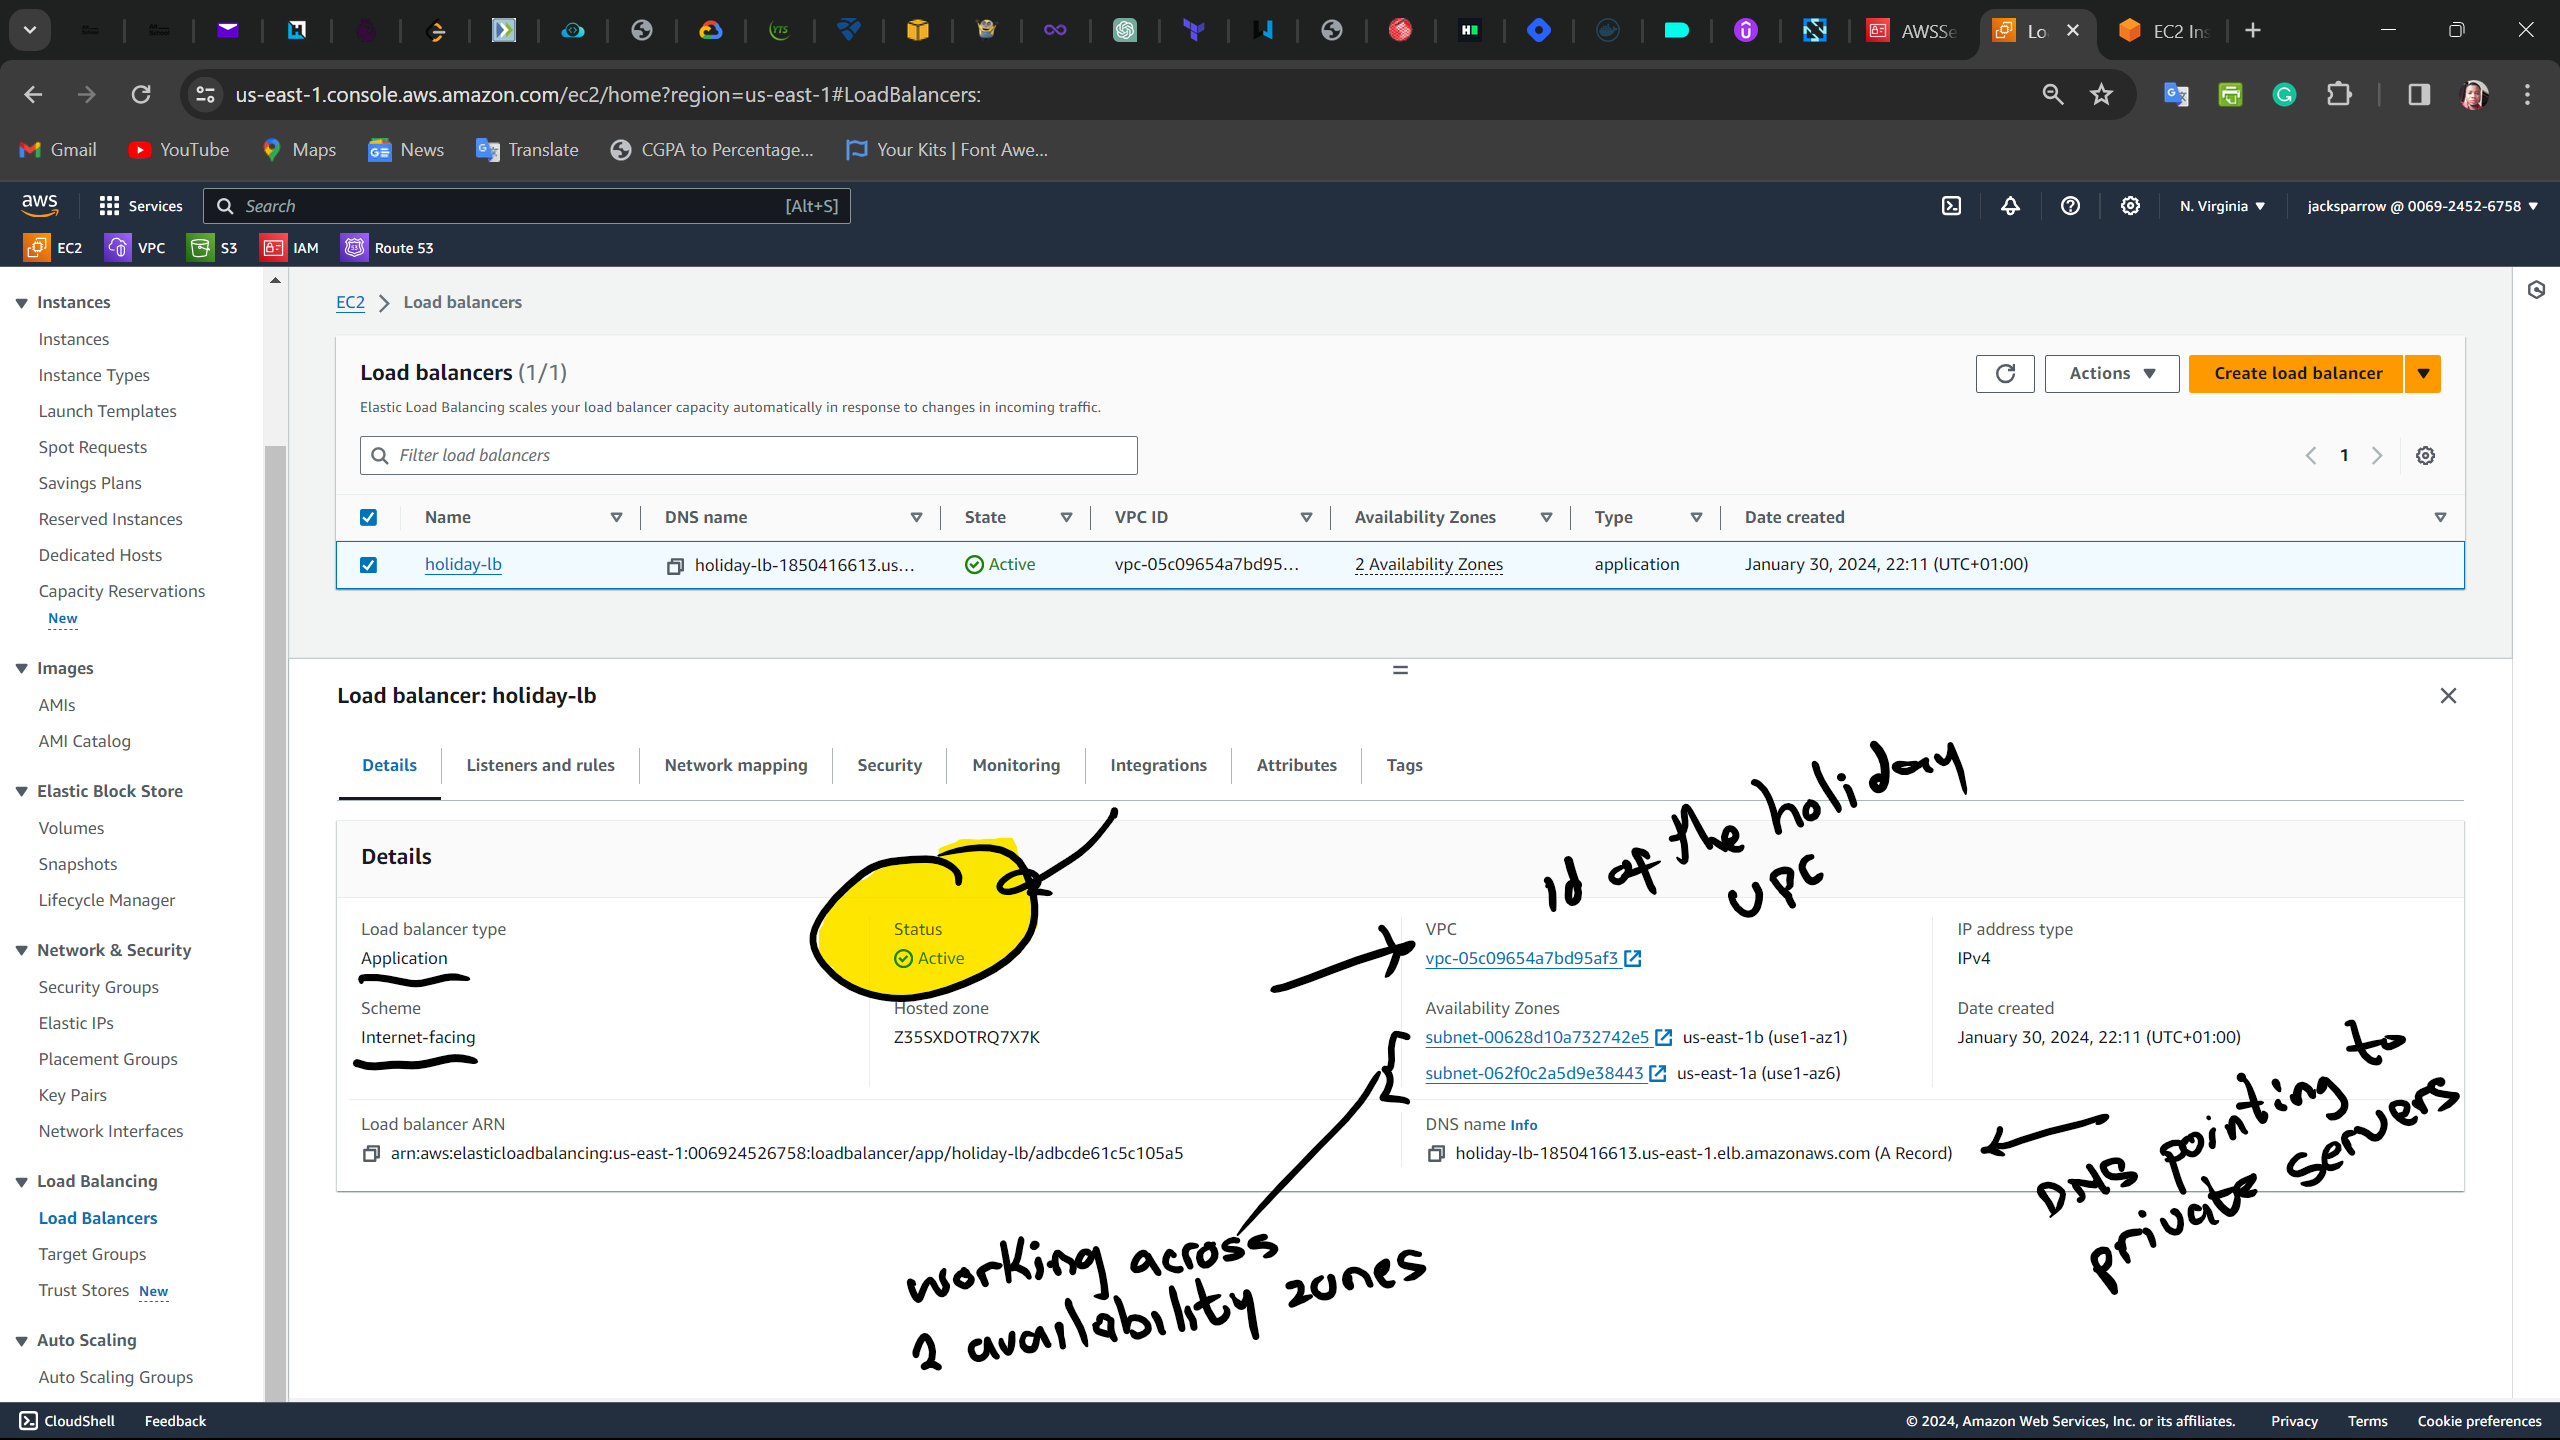 AWSSe
Lo
EC2 Ins
us-east-1.console.aws.amazon.com/ec2/home?region=us-east-1#LoadBalancers:
Gmail YouTube Maps News Translate CGPA to Percentage... Your Kits | Font Awe...
aws Services Search [Alt+S] N. Virginia jacksparrow @ 0069-2452-6758
EC2 VPC S3 IAM Route 53
Instances
Instances
Instance Types
Launch Templates
Spot Requests
Savings Plans
Reserved Instances
Dedicated Hosts
Capacity Reservations
New
Images
AMIs
AMI Catalog
Elastic Block Store
Volumes
Snapshots
Lifecycle Manager
Network & Security
Security Groups
Elastic IPs
Placement Groups
Key Pairs
Network Interfaces
Load Balancing
Load Balancers
Target Groups
Trust Stores New
Auto Scaling
Auto Scaling Groups
EC2 Load balancers
Load balancers (1/1)
Actions Create load balancer
Elastic Load Balancing scales your load balancer capacity automatically in response to changes in incoming traffic.
Filter load balancers
1
Name DNS name State VPC ID Availability Zones Type Date created
holiday-lb holiday-lb-1850416613.us... Active vpc-05c09654a7bd95... 2 Availability Zones application January 30, 2024, 22:11 (UTC+01:00)
Load balancer: holiday-lb
Details Listeners and rules Network mapping Security Monitoring Integrations Attributes Tags
id of the holiday
VPC
Details
Load balancer type
Application
Status
Active
VPC
vpc-05c09654a7bd95af3
IP address type
IPv4
Scheme
Internet-facing
Hosted zone
Z35SXDOTRQ7X7K
Availability Zones
subnet-00628d10a732742e5 us-east-1b (use1-az1)
subnet-062f0c2a5d9e38443 us-east-1a (use1-az6)
Date created
January 30, 2024, 22:11 (UTC+01:00)
Load balancer ARN
arn:aws:elasticloadbalancing:us-east-1:006924526758:loadbalancer/app/holiday-lb/adbcde61c5c105a5
DNS name Info
holiday-lb-1850416613.us-east-1.elb.amazonaws.com (A Record)
DNS pointing to
private servers
working across
2 availability zones
CloudShell Feedback
© 2024, Amazon Web Services, Inc. or its affiliates. Privacy Terms Cookie preferences